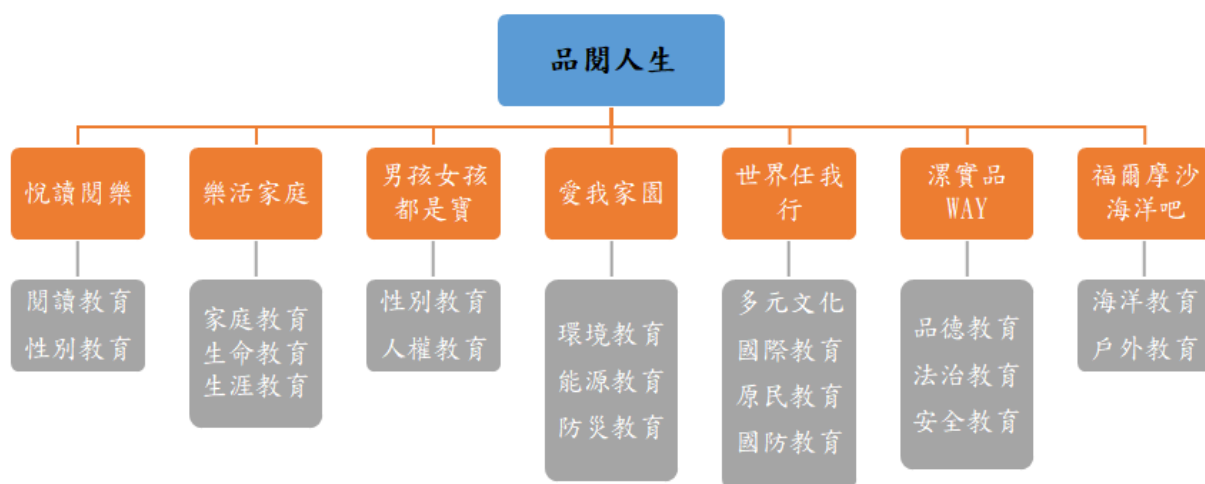 品閱人生
悅讀閱樂
樂活家庭
男孩女孩
都是寶
愛我家園
世界任我
行
漯實品
WAY
福爾摩沙
海洋吧
閱讀教育
性別教育
家庭教育
生命教育
生涯教育
性別教育
人權教育
環境教育
能源教育
防災教育
多元文化
國際教育
原民教育
國防教育
品德教育
法治教育
安全教育
海洋教育
戶外教育